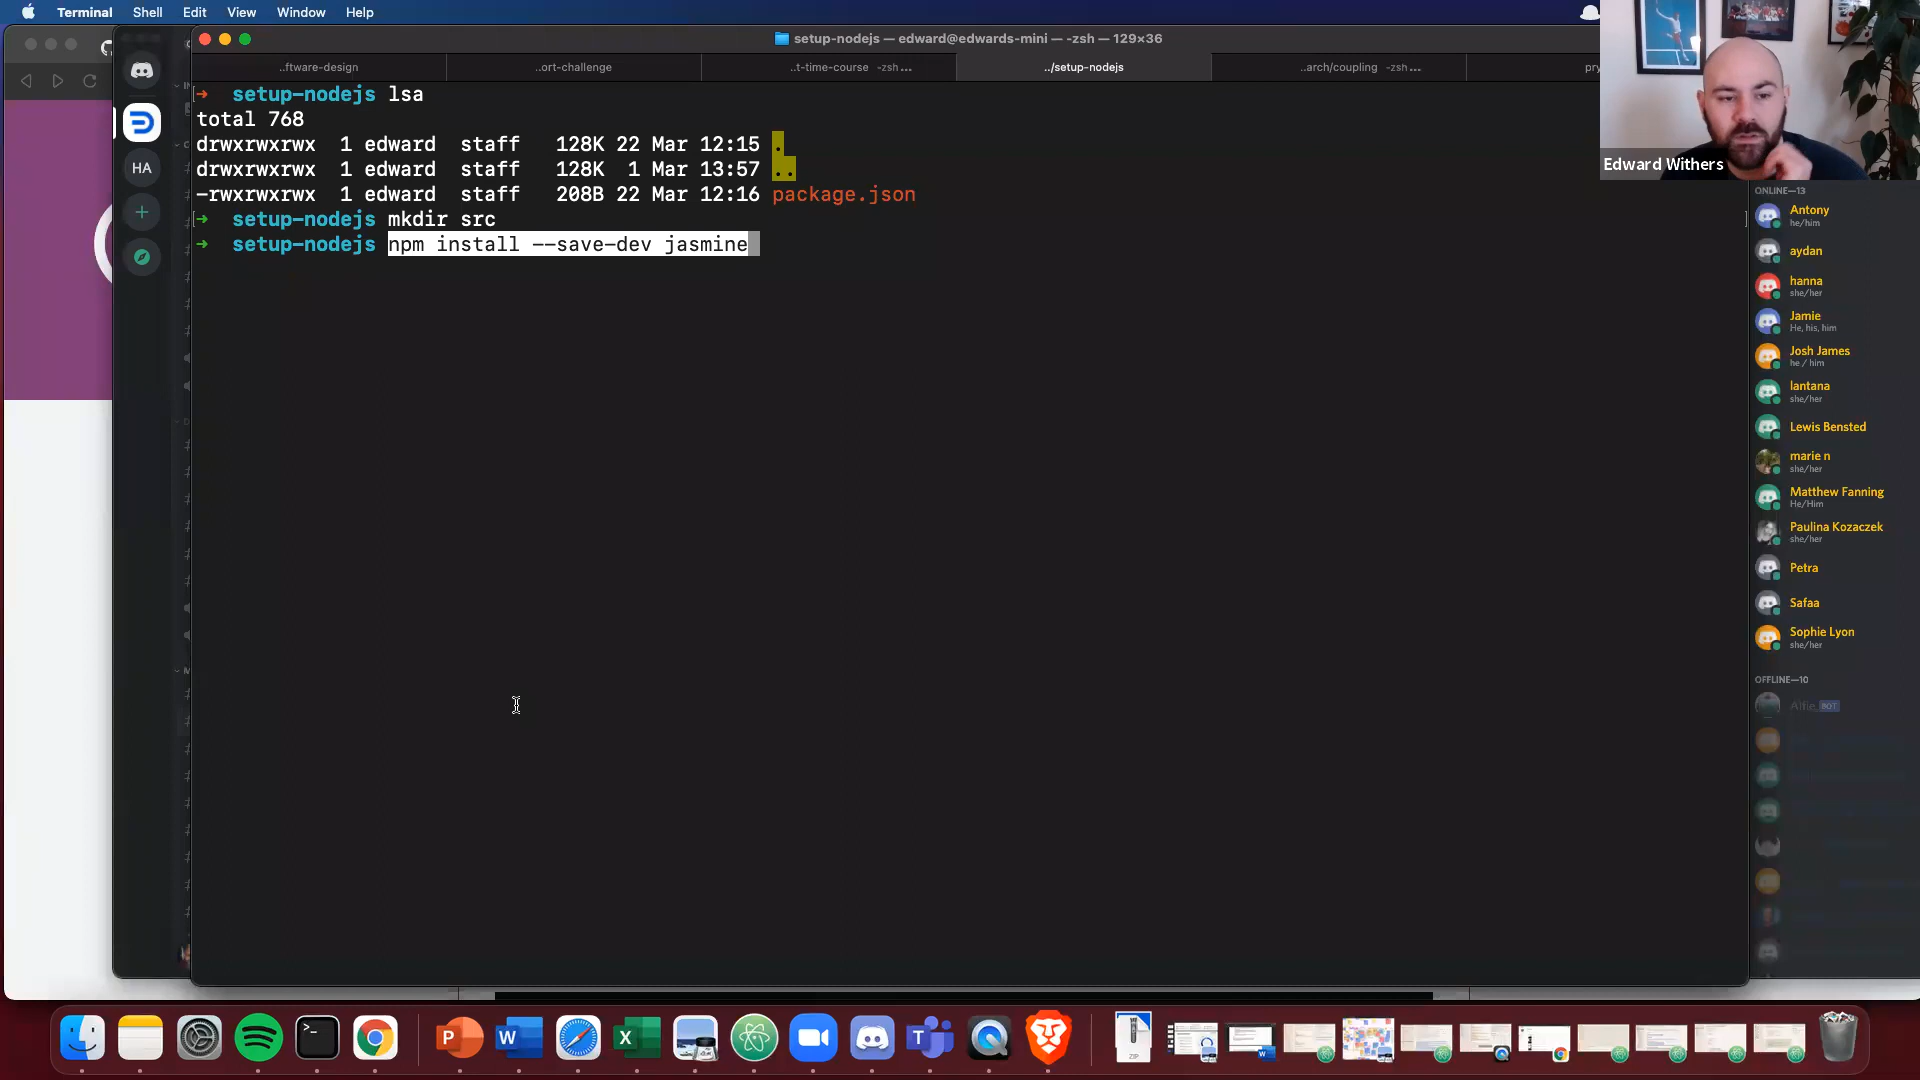 Terminal Shell Edit View Window Help
setup-nodejs — edward@edwards-mini — -zsh — 129×36
..ftware-design ..ort-challenge ..t-time-course -zsh... ../setup-nodejs ..arch/coupling -zsh...
→ setup-nodejs lsa
total 768
drwxrwxrwx 1 edward staff 128K 22 Mar 12:15 .
drwxrwxrwx 1 edward staff 128K 1 Mar 13:57 ..
-rwxrwxrwx 1 edward staff 208B 22 Mar 12:16 package.json
→ setup-nodejs mkdir src
→ setup-nodejs npm install --save-dev jasmine
HA
Edward Withers
ONLINE—13
Antony
he/him
aydan
hanna
she/her
Jamie
He, his, him
Josh James
he / him
lantana
she/her
Lewis Bensted
marie n
she/her
Matthew Fanning
He/Him
Paulina Kozaczek
she/her
Petra
Safaa
Sophie Lyon
she/her
OFFLINE—10
Alfie BOT
ZIP